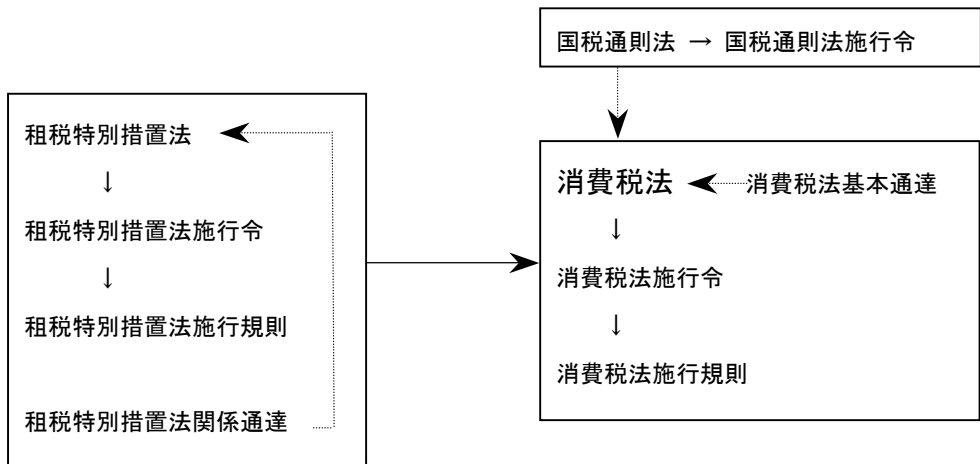 国税通則法 → 国税通則法施行令
租税特別措置法
↓
租税特別措置法施行令
↓
租税特別措置法施行規則
租税特別措置法関係通達
消費税法 消費税法基本通達
↓
消費税法施行令
↓
消費税法施行規則